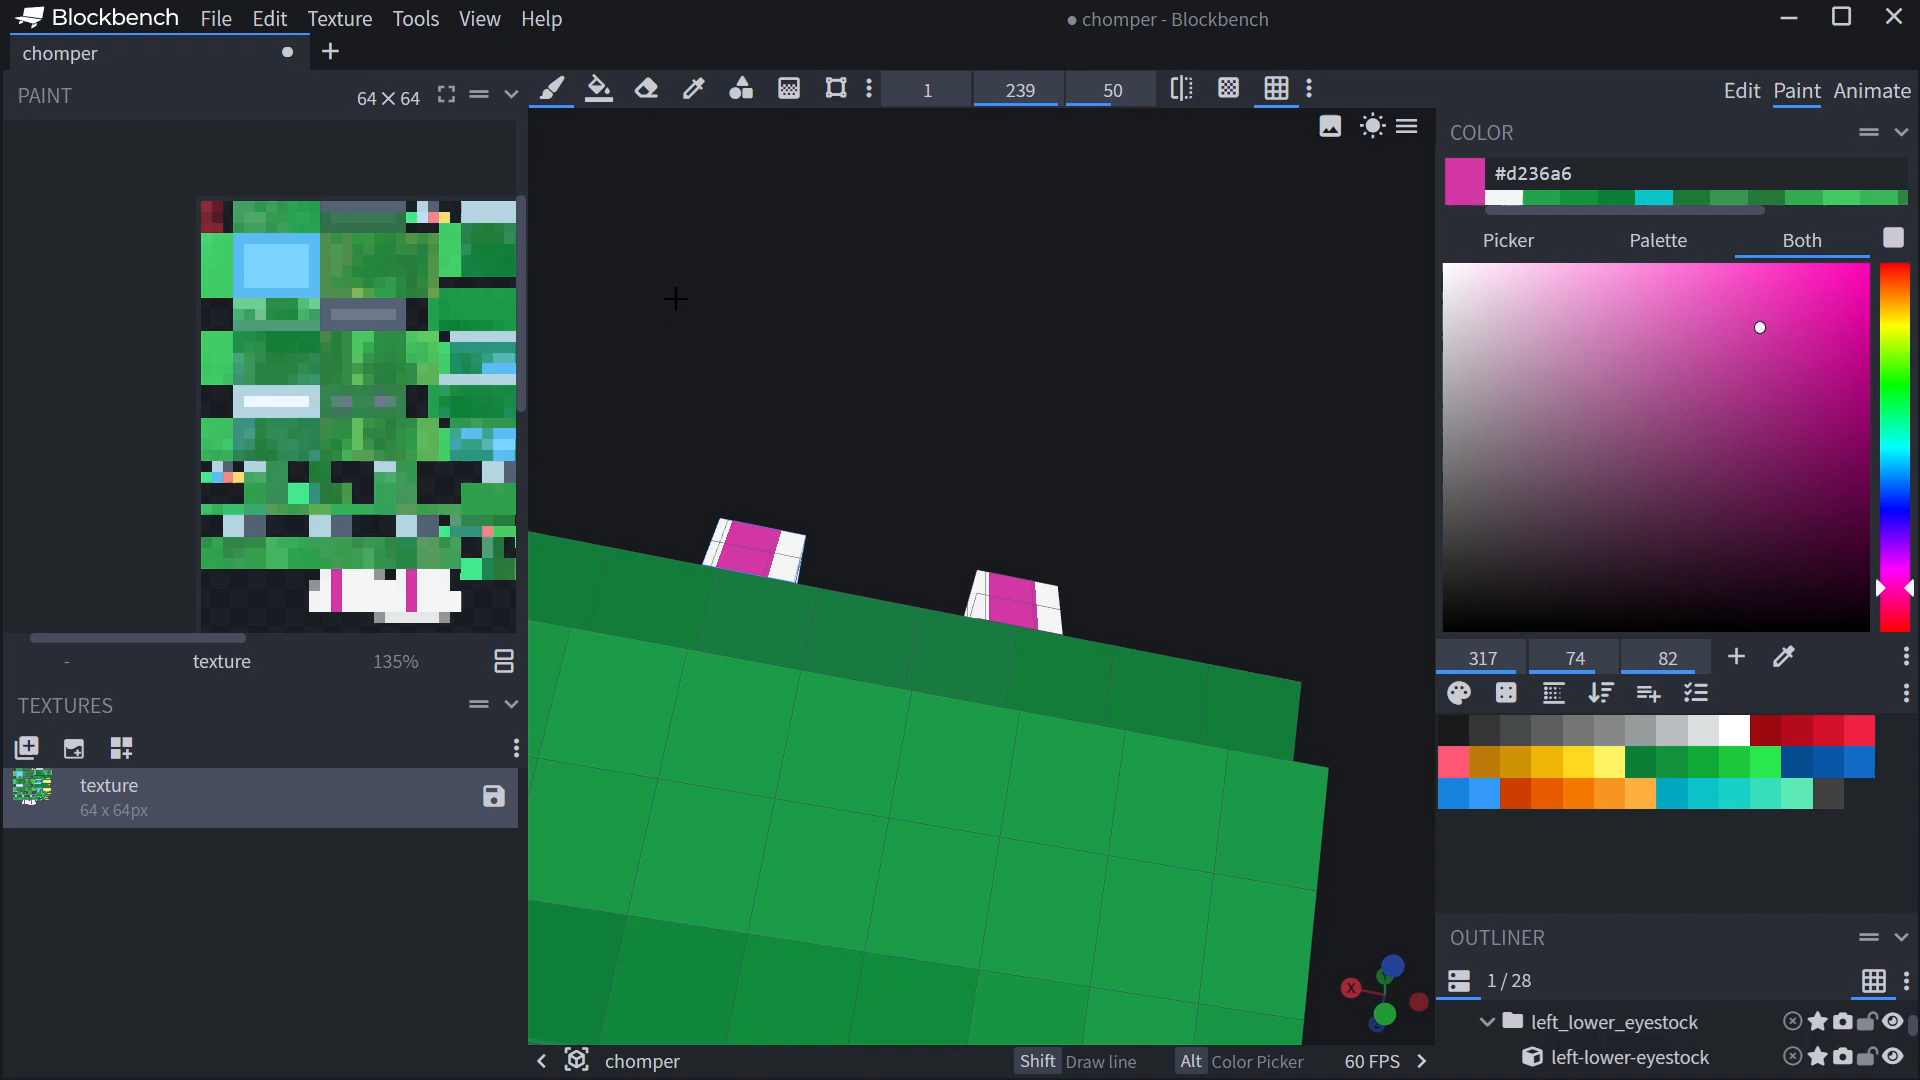 Blockbench File Edit Texture Tools View Help
chomper - Blockbench
chomper
PAINT
64×64
1 239 50
Edit Paint Animate
COLOR
#d236a6
Picker Palette Both
317 74 82
- texture 135%
TEXTURES
texture
64 x 64px
X
Z
OUTLINER
1 / 28
left_lower_eyestock
left-lower-eyestock
chomper
Shift Draw line Alt Color Picker 60 FPS